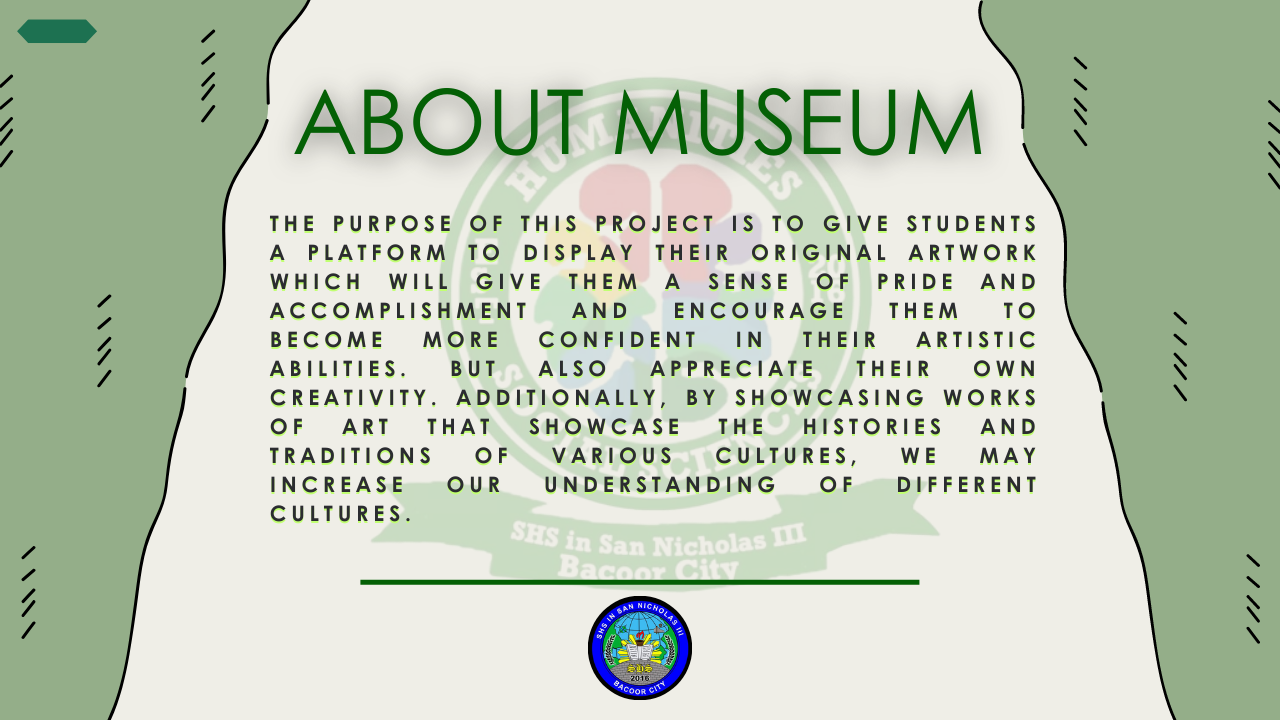 ABOUT MUSEUM
THE PURPOSE OF THIS PROJECT IS TO GIVE STUDENTS
A PLATFORM TO DISPLAY THEIR ORIGINAL ARTWORK
WHICH WILL GIVE THEM A SENSE OF PRIDE AND
ACCOMPLISHMENT AND ENCOURAGE THEM TO
BECOME MORE CONFIDENT IN THEIR ARTISTIC
ABILITIES. BUT ALSO APPRECIATE THEIR OWN
CREATIVITY. ADDITIONALLY, BY SHOWCASING WORKS
OF ART THAT SHOWCASE THE HISTORIES AND
TRADITIONS OF VARIOUS CULTURES, WE MAY
INCREASE OUR UNDERSTANDING OF DIFFERENT
CULTURES.
HUMANITIES
SOCIAL SCIENCES
SHS in San Nicholas III
Bacoor City
SHS IN SAN NICHOLAS III
SHS
2016
BACOOR CITY